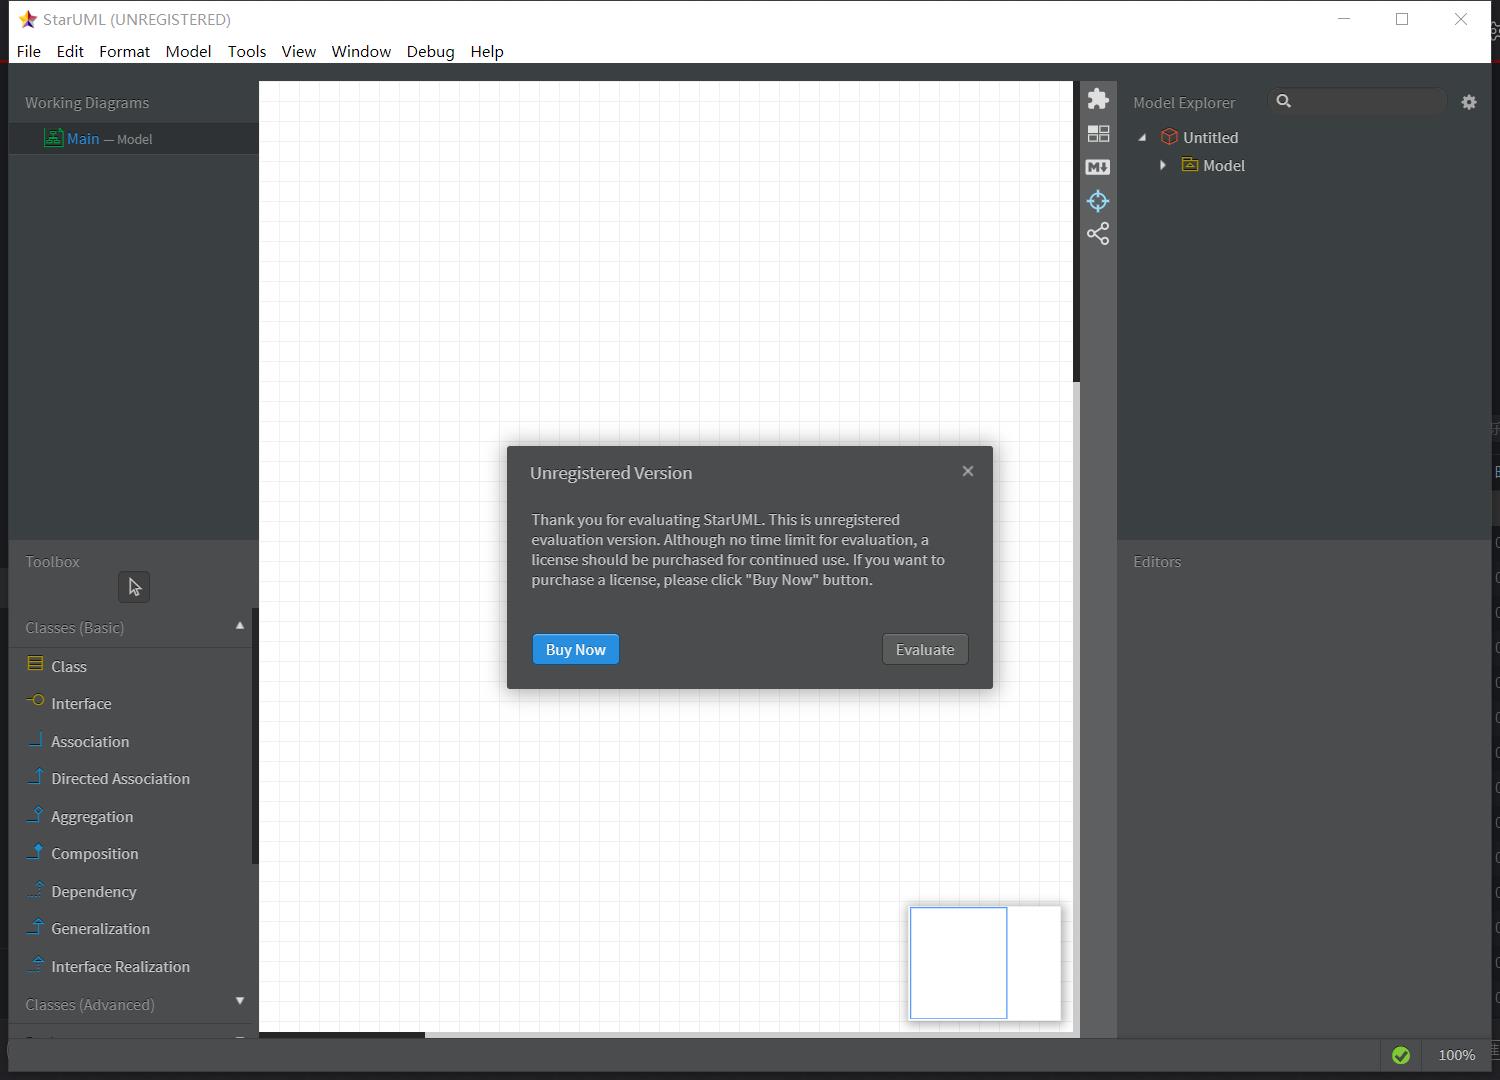 StarUML (UNREGISTERED)
File Edit Format Model Tools View Window Debug Help
Working Diagrams
Main — Model
Toolbox
Classes (Basic)
Class
Interface
Association
Directed Association
Aggregation
Composition
Dependency
Generalization
Interface Realization
Classes (Advanced)
Unregistered Version
Thank you for evaluating StarUML. This is unregistered
evaluation version. Although no time limit for evaluation, a
license should be purchased for continued use. If you want to
purchase a license, please click "Buy Now" button.
Buy Now Evaluate
Model Explorer
Untitled
Model
Editors
100%